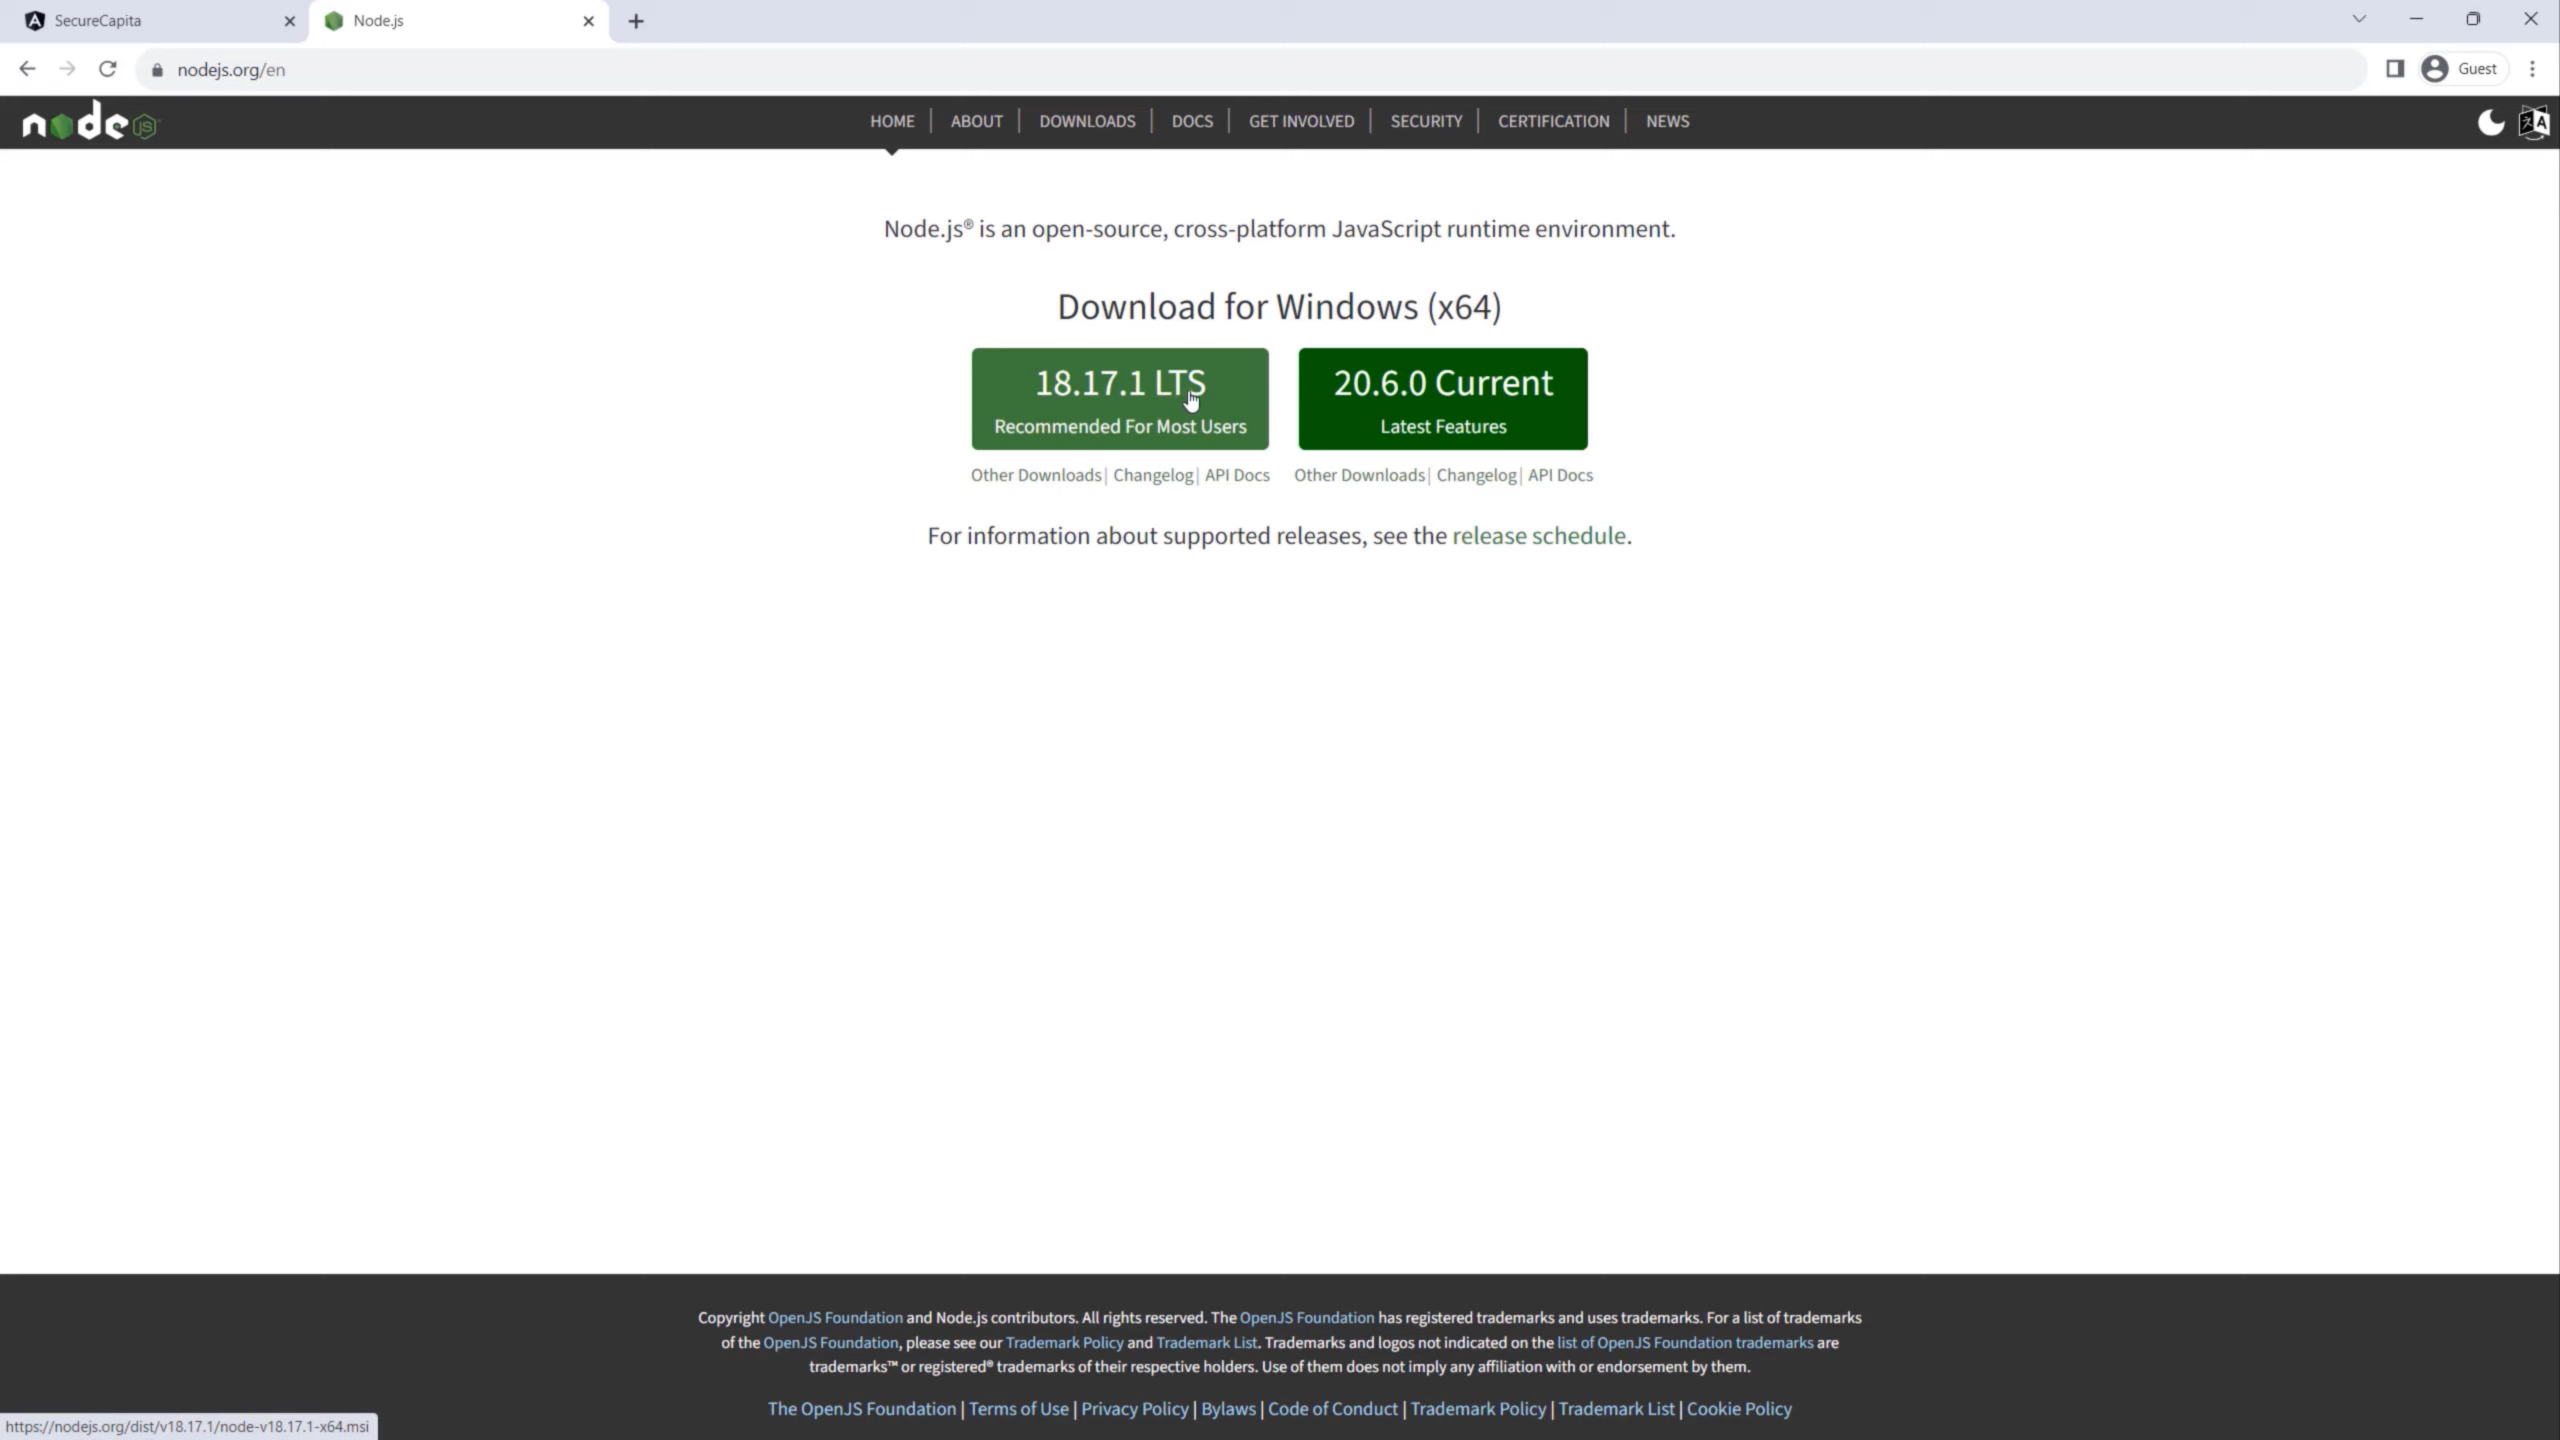 SecureCapita
Node.js
nodejs.org/en
Guest
node JS
HOME | ABOUT | DOWNLOADS | DOCS | GET INVOLVED | SECURITY | CERTIFICATION | NEWS
Node.js® is an open-source, cross-platform JavaScript runtime environment.
Download for Windows (x64)
18.17.1 LTS
Recommended For Most Users
20.6.0 Current
Latest Features
Other Downloads | Changelog | API Docs
Other Downloads | Changelog | API Docs
For information about supported releases, see the release schedule.
Copyright OpenJS Foundation and Node.js contributors. All rights reserved. The OpenJS Foundation has registered trademarks and uses trademarks. For a list of trademarks
of the OpenJS Foundation, please see our Trademark Policy and Trademark List. Trademarks and logos not indicated on the list of OpenJS Foundation trademarks are
trademarks™ or registered® trademarks of their respective holders. Use of them does not imply any affiliation with or endorsement by them.
The OpenJS Foundation | Terms of Use | Privacy Policy | Bylaws | Code of Conduct | Trademark Policy | Trademark List | Cookie Policy
https://nodejs.org/dist/v18.17.1/node-v18.17.1-x64.msi